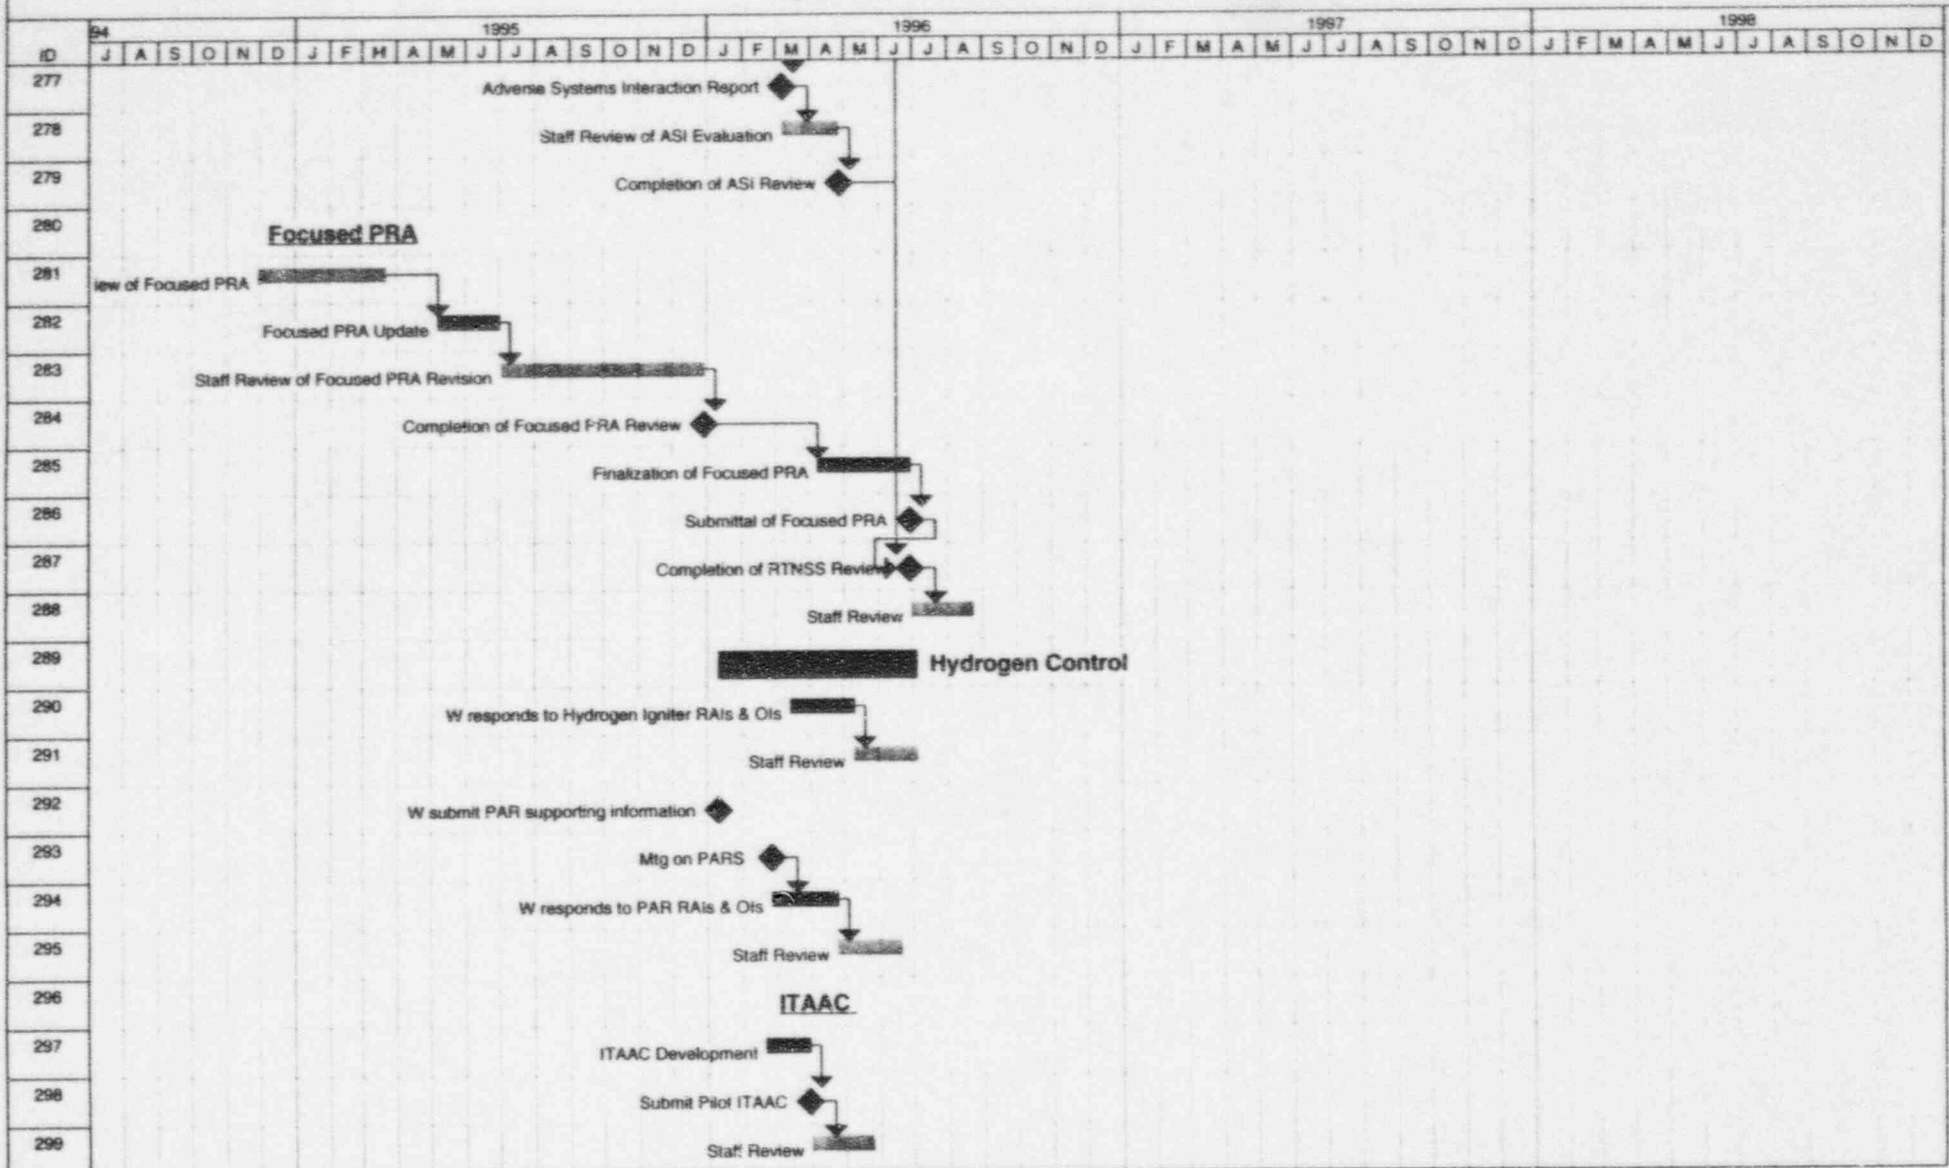 94 1995 1996 1997 1998
ID J A S O N D J F M A M J J A S O N D J F M A M J J A S O N D J F M A M J J A S O N D J F M A M J J A S O N D
277 Adverse Systems Interaction Report
278 Staff Review of ASI Evaluation
279 Completion of ASI Review
280 Focused PRA
281 iew of Focused PRA
282 Focused PRA Update
283 Staff Review of Focused PRA Revision
284 Completion of Focused PRA Review
285 Finalization of Focused PRA
286 Submittal of Focused PRA
287 Completion of RTNSS Review
288 Staff Review
289 Hydrogen Control
290 W responds to Hydrogen Igniter RAIs & OIs
291 Staff Review
292 W submit PAR supporting information
293 Mtg on PARS
294 W responds to PAR RAIs & OIs
295 Staff Review
296 ITAAC
297 ITAAC Development
298 Submit Pilot ITAAC
299 Staff Review